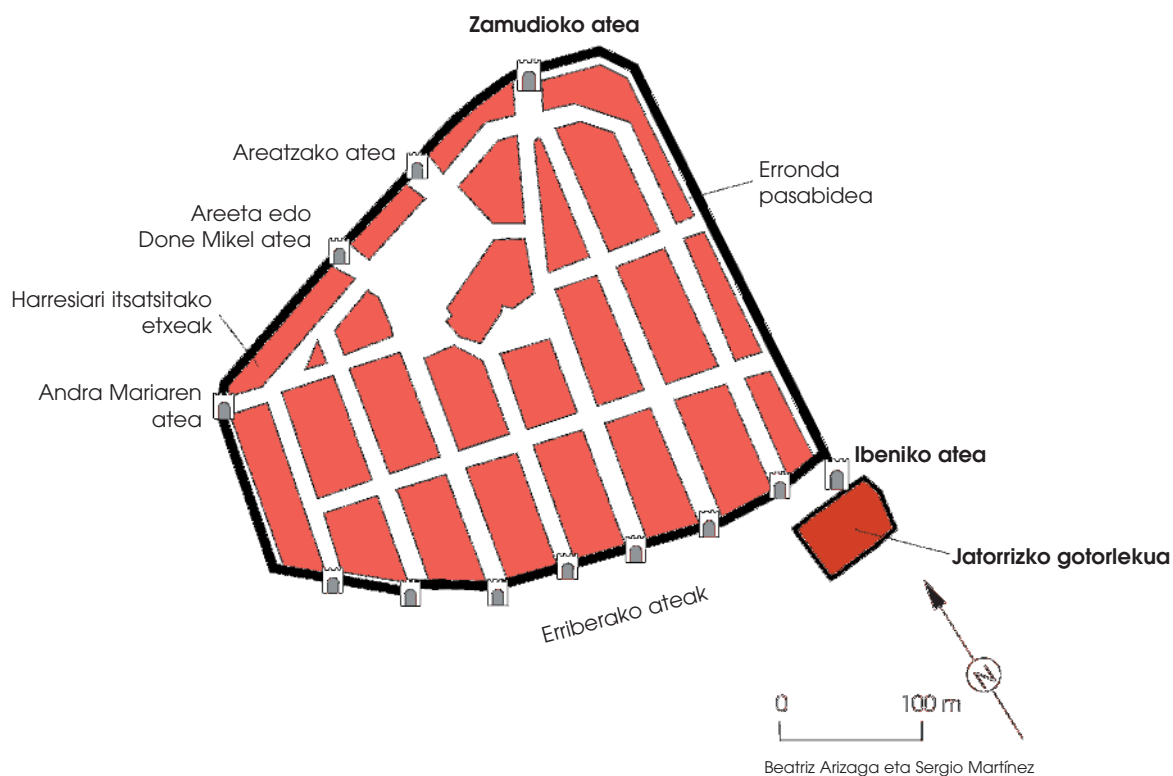 Zamudioko atea
Areatzako atea
Erronda
pasabidea
Areeta edo
Done Mikel atea
Harresiari itsatsitako
etxeak
Andra Mariaren
atea
Ibeniko atea
Jatorrizko gotorlekua
Erriberako ateak
N
0 100 m
Beatriz Arizaga eta Sergio Martínez